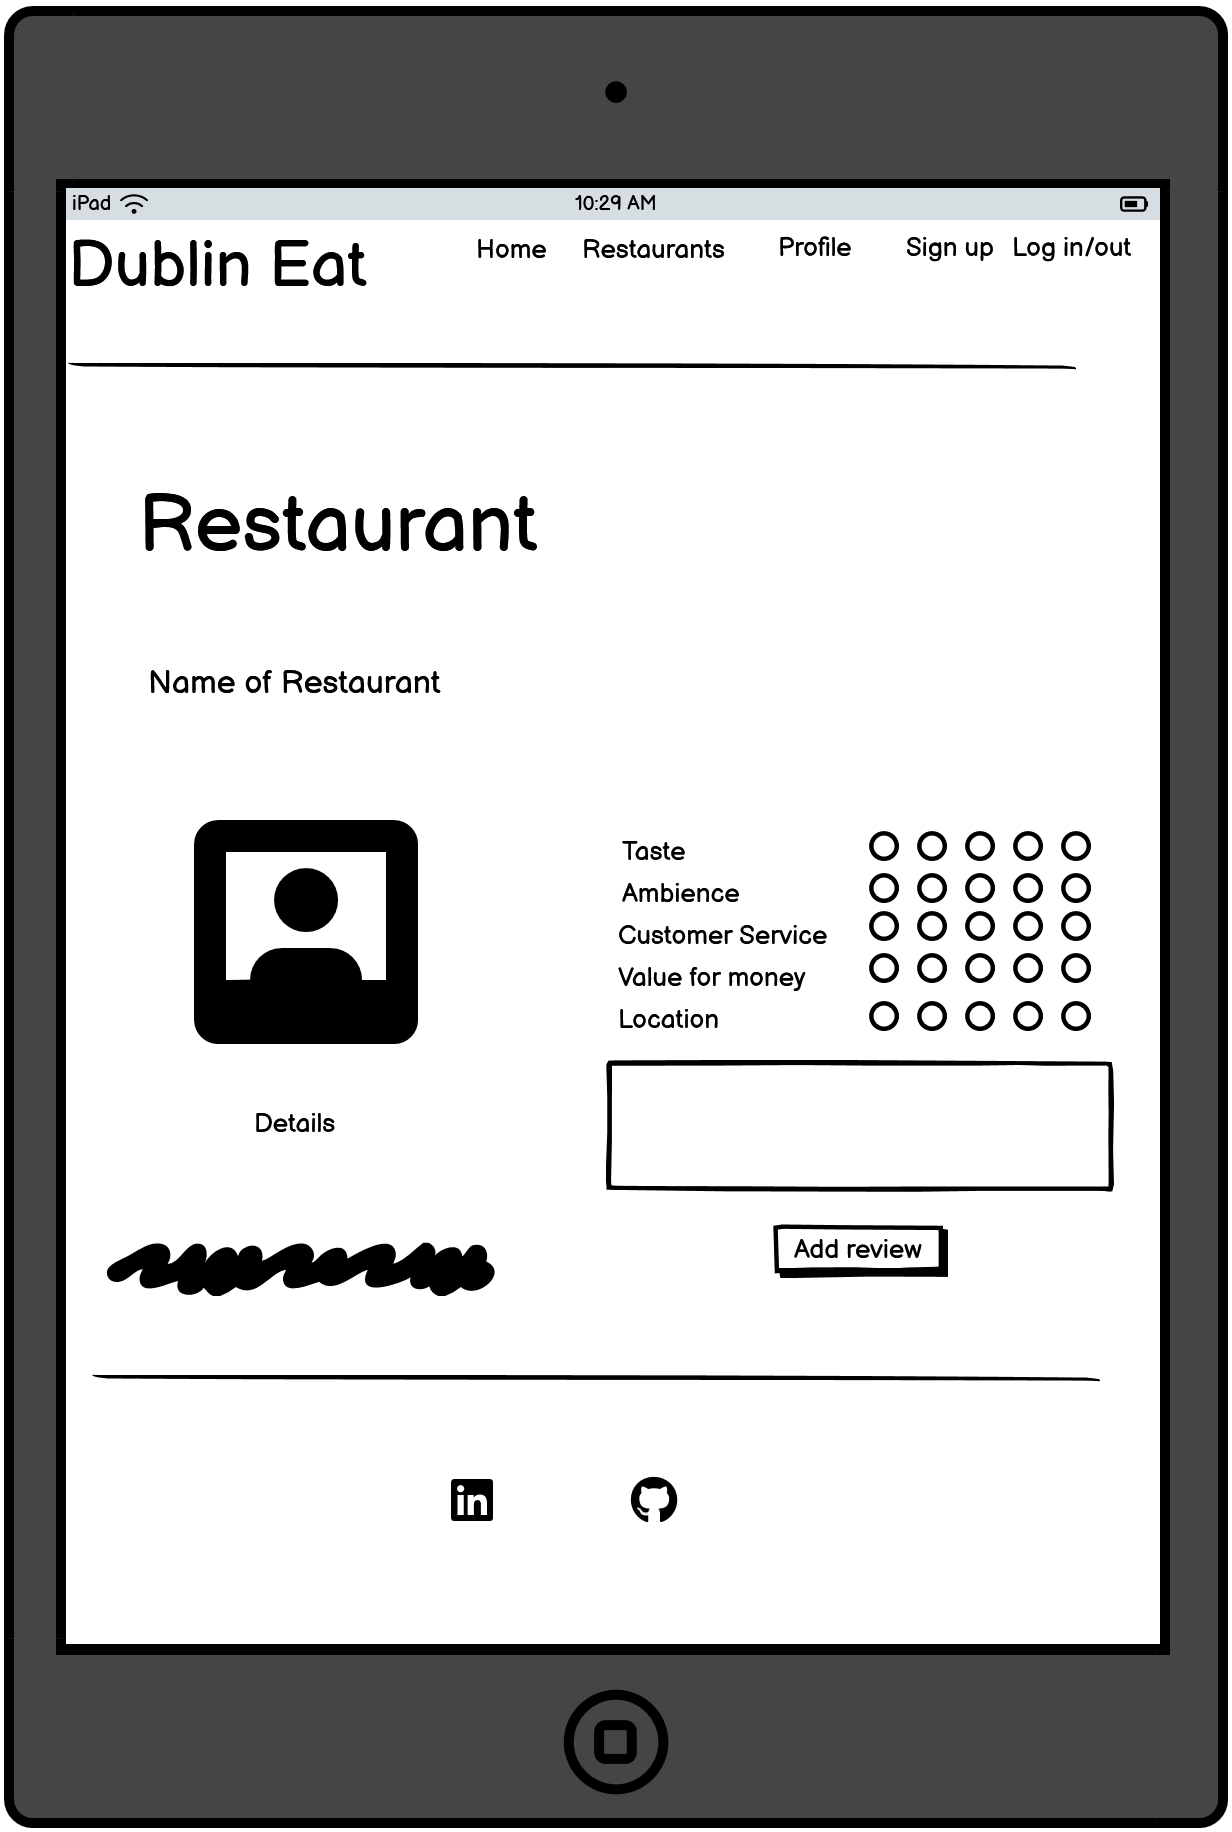 iPad 10:29 AM
Dublin Eat Home Restaurants Profile Sign up Log in/out
Restaurant
Name of Restaurant
Taste
Ambience
Customer Service
Value for money
Location
Details
Add review
in